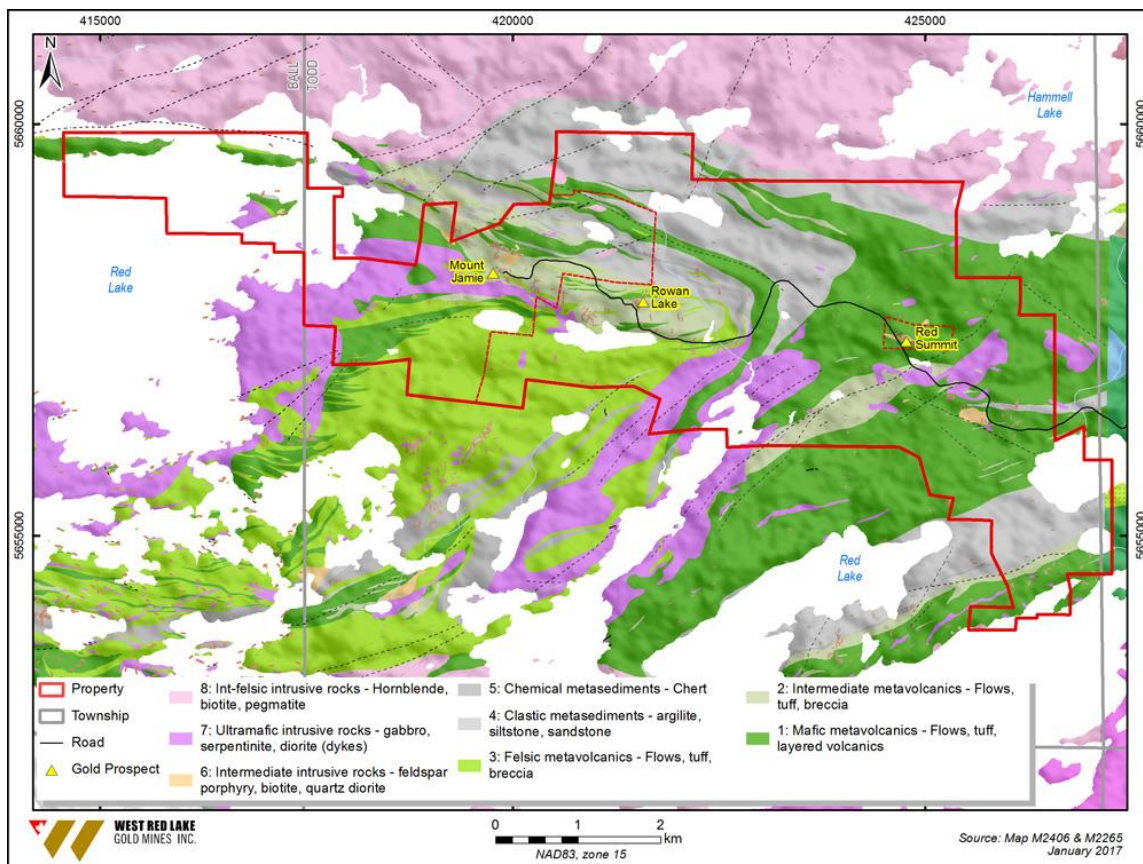 415000
420000
425000
N
BALL
TODD
Hammell
Lake
5660000
5660000
Red
Lake
Mount
Jamie
Rowan
Lake
Red
Summit
5655000
5655000
Red
Lake
Property
Township
Road
Gold Prospect
8: Int-felsic intrusive rocks - Hornblende,
biotite, pegmatite
7: Ultramafic intrusive rocks - gabbro,
serpentinite, diorite (dykes)
6: Intermediate intrusive rocks - feldspar
porphyry, biotite, quartz diorite
5: Chemical metasediments - Chert
4: Clastic metasediments - argilite,
siltstone, sandstone
3: Felsic metavolcanics - Flows, tuff,
breccia
2: Intermediate metavolcanics - Flows,
tuff, breccia
1: Mafic metavolcanics - Flows, tuff,
layered volcanics
WEST RED LAKE
GOLD MINES INC.
0 1 2
km
NAD83, zone 15
Source: Map M2406 & M2265
January 2017